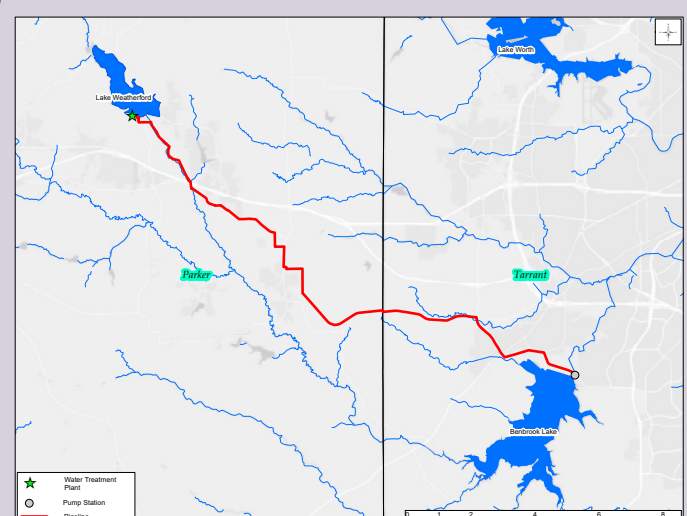 Lake Worth
Lake Weatherford
Parker
Tarrant
Benbrook Lake
Water Treatment
Plant
Pump Station
Pipeline
0 1 2 4 6 8